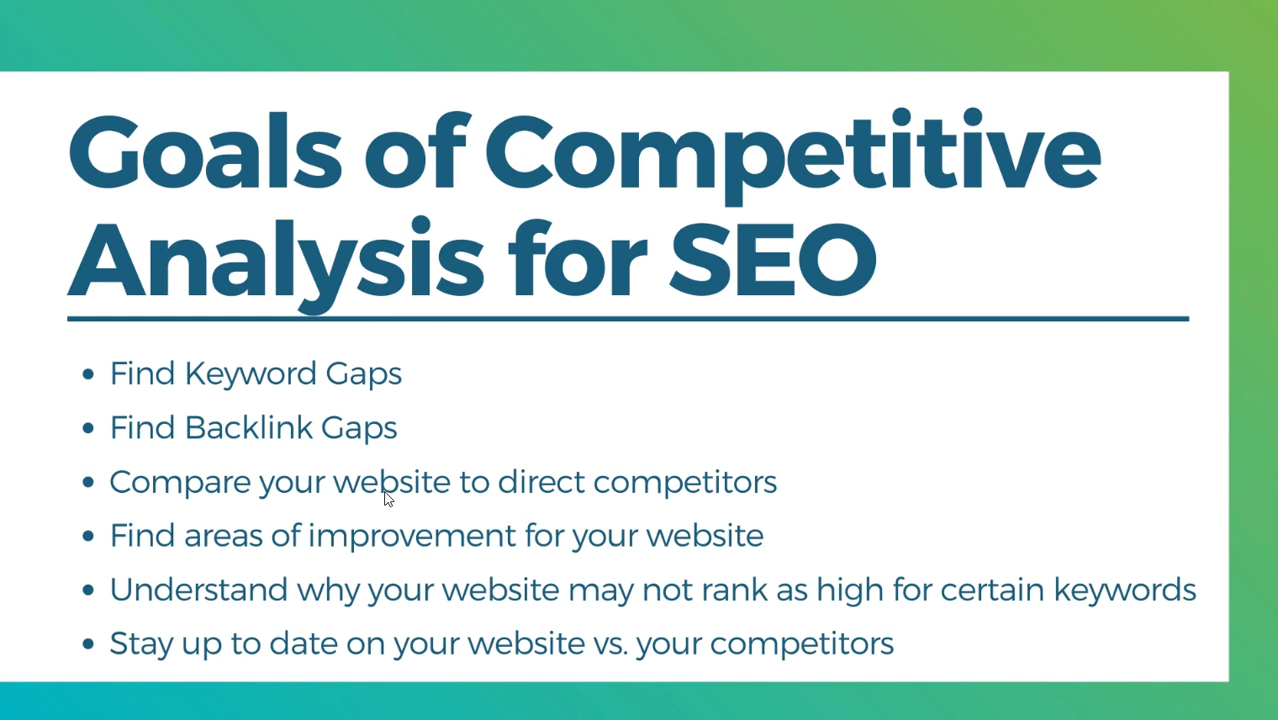 Goals of Competitive
Analysis for SEO
• Find Keyword Gaps
• Find Backlink Gaps
• Compare your website to direct competitors
• Find areas of improvement for your website
• Understand why your website may not rank as high for certain keywords
• Stay up to date on your website vs. your competitors